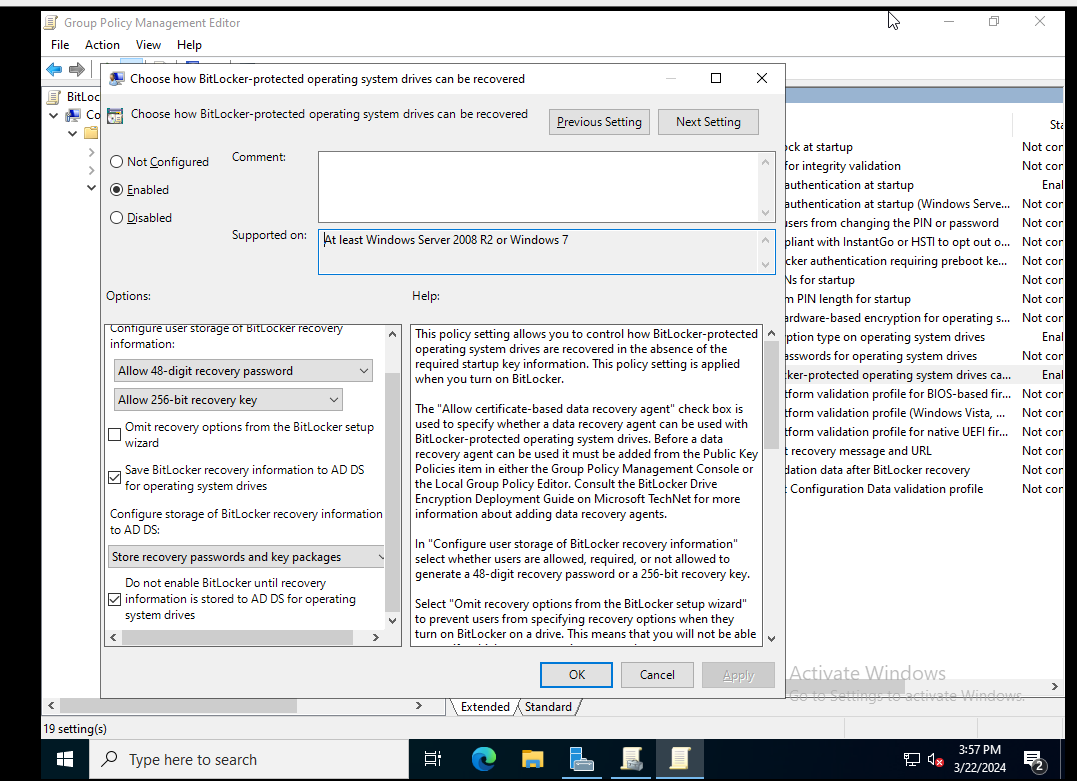 Group Policy Management Editor
File Action View Help
Choose how BitLocker-protected operating system drives can be recovered
Choose how BitLocker-protected operating system drives can be recovered
Previous Setting
Next Setting
Not Configured
Enabled
Disabled
Comment:
Supported on:
At least Windows Server 2008 R2 or Windows 7
Options:
Help:
Configure user storage of BitLocker recovery
information:
Allow 48-digit recovery password
Allow 256-bit recovery key
Omit recovery options from the BitLocker setup
wizard
Save BitLocker recovery information to AD DS
for operating system drives
Configure storage of BitLocker recovery information
to AD DS:
Store recovery passwords and key packages
Do not enable BitLocker until recovery
information is stored to AD DS for operating
system drives
This policy setting allows you to control how BitLocker-protected
operating system drives are recovered in the absence of the
required startup key information. This policy setting is applied
when you turn on BitLocker.
The "Allow certificate-based data recovery agent" check box is
used to specify whether a data recovery agent can be used with
BitLocker-protected operating system drives. Before a data
recovery agent can be used it must be added from the Public Key
Policies item in either the Group Policy Management Console or
the Local Group Policy Editor. Consult the BitLocker Drive
Encryption Deployment Guide on Microsoft TechNet for more
information about adding data recovery agents.
In "Configure user storage of BitLocker recovery information"
select whether users are allowed, required, or not allowed to
generate a 48-digit recovery password or a 256-bit recovery key.
Select "Omit recovery options from the BitLocker setup wizard"
to prevent users from specifying recovery options when they
turn on BitLocker on a drive. This means that you will not be able
OK
Cancel
Apply
BitLoc
Co
Sta
ock at startup Not cor
for integrity validation Not cor
authentication at startup Enal
authentication at startup (Windows Serve... Not cor
users from changing the PIN or password Not cor
pliant with InstantGo or HSTI to opt out o... Not cor
cker authentication requiring preboot ke... Not cor
Ns for startup Not cor
m PIN length for startup Not cor
ardware-based encryption for operating s... Not cor
ption type on operating system drives Enal
asswords for operating system drives Not cor
ker-protected operating system drives ca... Enal
tform validation profile for BIOS-based fir... Not cor
tform validation profile (Windows Vista, ... Not cor
tform validation profile for native UEFI fir... Not cor
t recovery message and URL Not cor
dation data after BitLocker recovery Not cor
t Configuration Data validation profile Not cor
Activate Windows
Go to Settings to activate Windows.
Extended Standard
19 setting(s)
Type here to search
3:57 PM
3/22/2024
2